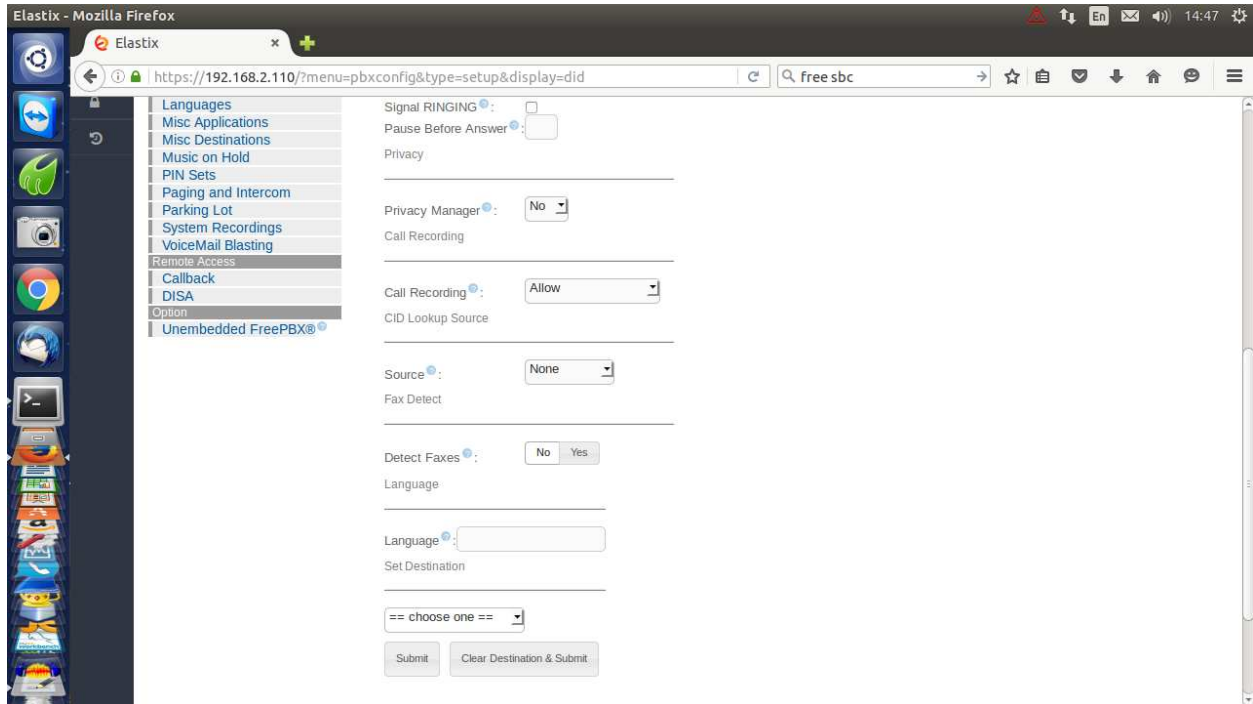 Elastix - Mozilla Firefox
En
14:47
Elastix
https://192.168.2.110/?menu=pbxconfig&type=setup&display=did
free sbc
Languages
Misc Applications
Misc Destinations
Music on Hold
PIN Sets
Paging and Intercom
Parking Lot
System Recordings
VoiceMail Blasting
Remote Access
Callback
DISA
Option
Unembedded FreePBX®
Signal RINGING :
Pause Before Answer :
Privacy
Privacy Manager : No
Call Recording
Call Recording : Allow
CID Lookup Source
Source : None
Fax Detect
Detect Faxes : No Yes
Language
Language :
Set Destination
== choose one ==
Submit Clear Destination & Submit